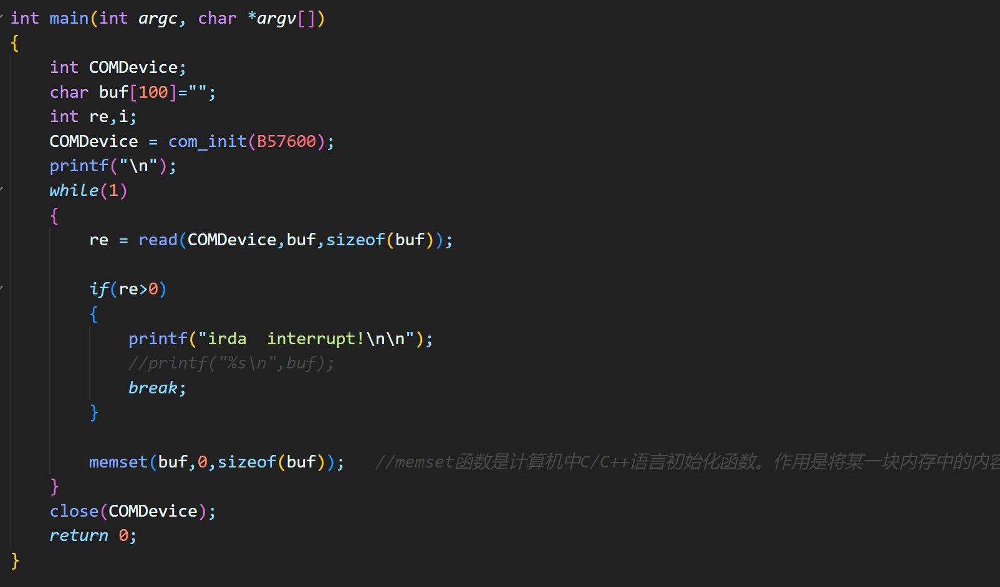 int main(int argc, char *argv[])
{
    int COMDevice;
    char buf[100]="";
    int re,i;
    COMDevice = com_init(B57600);
    printf("\n");
    while(1)
    {
        re = read(COMDevice,buf,sizeof(buf));

        if(re>0)
        {
            printf("irda  interrupt!\n\n");
            //printf("%s\n",buf);
            break;
        }

        memset(buf,0,sizeof(buf));   //memset函数是计算机中C/C++语言初始化函数。作用是将某一块内存中的内容
    }
    close(COMDevice);
    return 0;
}